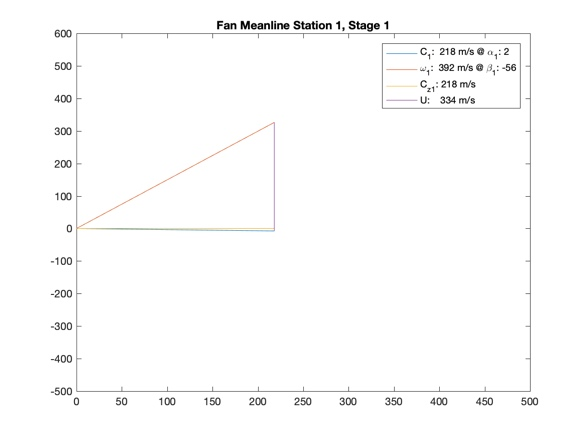 Fan Meanline Station 1, Stage 1
600
500
400
300
200
100
0
-100
-200
-300
-400
-500
0 50 100 150 200 250 300 350 400 450 500
C₁: 218 m/s @ α₁: 2
ω₁: 392 m/s @ β₁: -56
C_z1: 218 m/s
U: 334 m/s